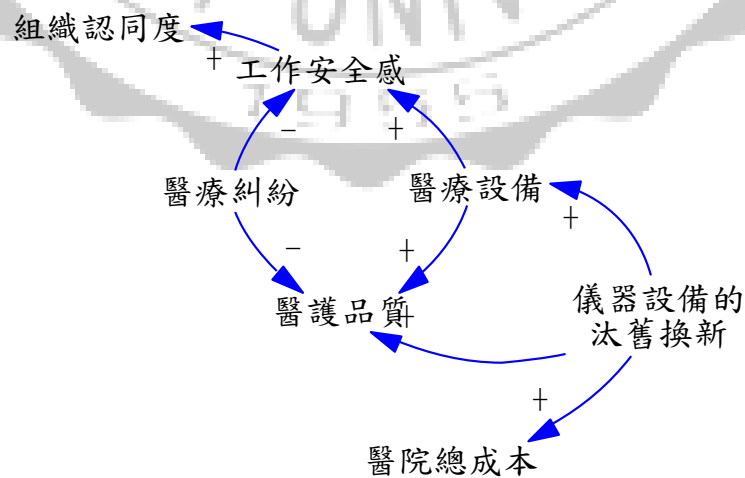 組織認同度
+
工作安全感
−
+
醫療糾紛
醫療設備
+
−
+
醫護品質
+
儀器設備的
汰舊換新
+
醫院總成本